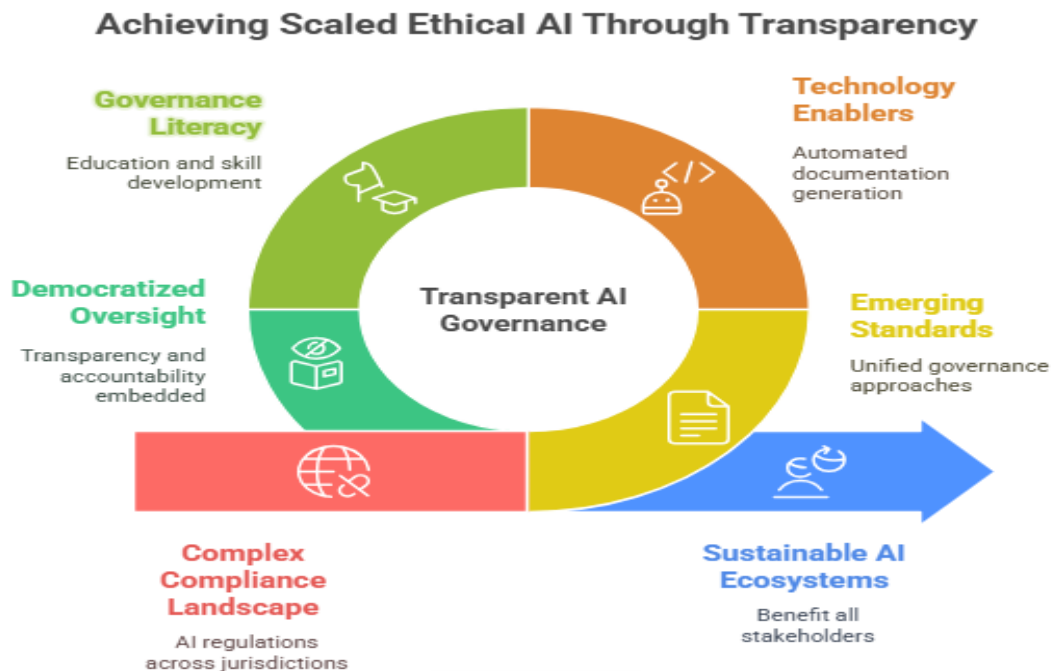 Achieving Scaled Ethical AI Through Transparency
Governance
Literacy
Education and skill
development
Technology
Enablers
Automated
documentation
generation
</>
Democratized
Oversight
Transparency and
accountability
embedded
Transparent AI
Governance
Emerging
Standards
Unified governance
approaches
Complex
Compliance
Landscape
AI regulations
across jurisdictions
Sustainable AI
Ecosystems
Benefit all
stakeholders